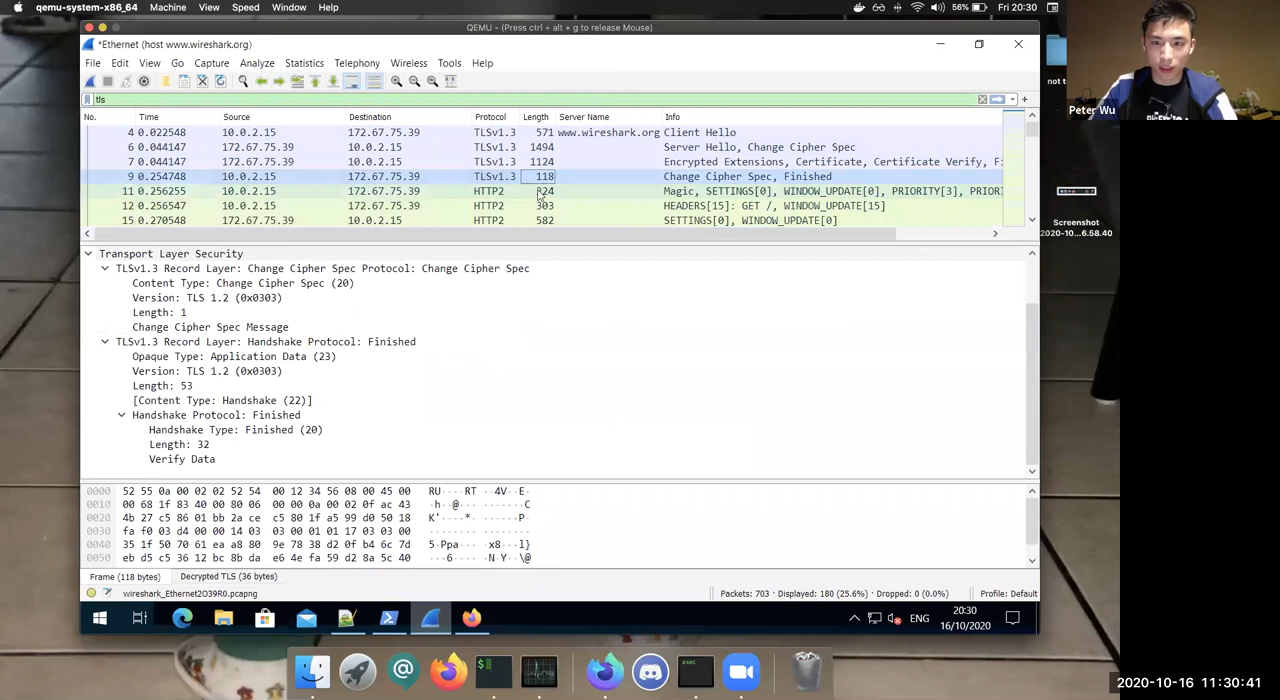 qemu-system-x86_64 Machine View Speed Window Help 56% Fri 20:30
QEMU - (Press ctrl + alt + g to release Mouse)
*Ethernet (host www.wireshark.org)
File Edit View Go Capture Analyze Statistics Telephony Wireless Tools Help
tls
No. Time Source Destination Protocol Length Server Name Info
4 0.022548 10.0.2.15 172.67.75.39 TLSv1.3 571 www.wireshark.org Client Hello
6 0.044147 172.67.75.39 10.0.2.15 TLSv1.3 1494 Server Hello, Change Cipher Spec
7 0.044147 172.67.75.39 10.0.2.15 TLSv1.3 1124 Encrypted Extensions, Certificate, Certificate Verify, F
9 0.254748 10.0.2.15 172.67.75.39 TLSv1.3 118 Change Cipher Spec, Finished
11 0.256255 10.0.2.15 172.67.75.39 HTTP2 Magic, SETTINGS[0], WINDOW_UPDATE[0], PRIORITY[3], PRIOR
12 0.256547 10.0.2.15 172.67.75.39 HTTP2 303 HEADERS[15]: GET /, WINDOW_UPDATE[15]
15 0.270548 172.67.75.39 10.0.2.15 HTTP2 582 SETTINGS[0], WINDOW_UPDATE[0]
Transport Layer Security
TLSv1.3 Record Layer: Change Cipher Spec Protocol: Change Cipher Spec
Content Type: Change Cipher Spec (20)
Version: TLS 1.2 (0x0303)
Length: 1
Change Cipher Spec Message
TLSv1.3 Record Layer: Handshake Protocol: Finished
Opaque Type: Application Data (23)
Version: TLS 1.2 (0x0303)
Length: 53
[Content Type: Handshake (22)]
Handshake Protocol: Finished
Handshake Type: Finished (20)
Length: 32
Verify Data
0000 52 55 0a 00 02 02 52 54 00 12 34 56 08 00 45 00 RU····RT ··4V··E·
0010 00 68 1f 83 40 00 80 06 00 00 0a 00 02 0f ac 43 ·h··@··· ·······C
0020 4b 27 c5 86 01 bb 2a ce c5 80 1f a5 99 d0 50 18 K'····*· ······P·
0030 fa f0 03 d4 00 00 14 03 03 00 01 01 17 03 03 00 ········ ········
0040 35 1f 50 70 61 ea a8 80 9e 78 38 d2 0f b4 6c 7d 5·Ppa··· ·x8···l}
0050 eb d5 c5 36 12 bc 8b da e6 4e fa 59 d2 8a 5c 40 ···6···· ·N·Y··\@
Frame (118 bytes) Decrypted TLS (36 bytes)
wireshark_Ethernet2O39R0.pcapng Packets: 703 · Displayed: 180 (25.6%) · Dropped: 0 (0.0%) Profile: Default
ENG
20:30
16/10/2020
not t
Screenshot
2020-10...6.58.40
Peter Wu
$
exec
2020-10-16 11:30:41